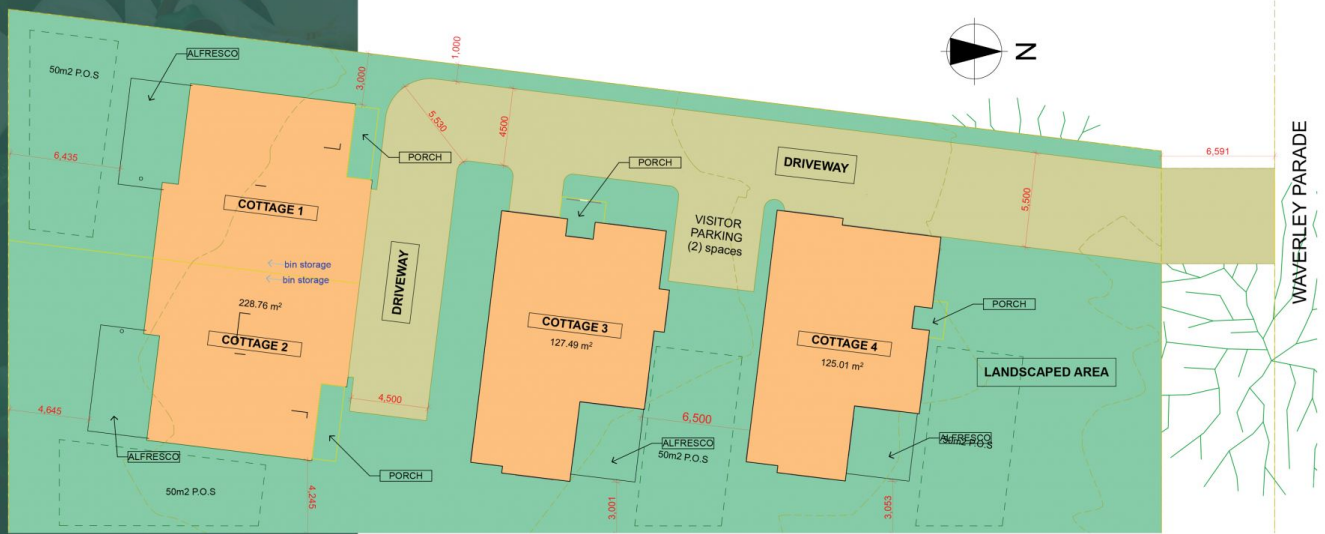 50m2 P.O.S
ALFRESCO
6,435
3,000
1.000
5,530
4500
PORCH
PORCH
DRIVEWAY
N
6,591
WAVERLEY PARADE
5,500
COTTAGE 1
bin storage
bin storage
228.76 m²
COTTAGE 2
DRIVEWAY
VISITOR
PARKING
(2) spaces
COTTAGE 3
127.49 m²
COTTAGE 4
125.01 m²
PORCH
LANDSCAPED AREA
4,645
4,500
6,500
ALFRESCO
50m2 P.O.S
ALFRESCO
50m2 P.O.S
ALFRESCO
PORCH
50m2 P.O.S
4,245
3,001
3,053